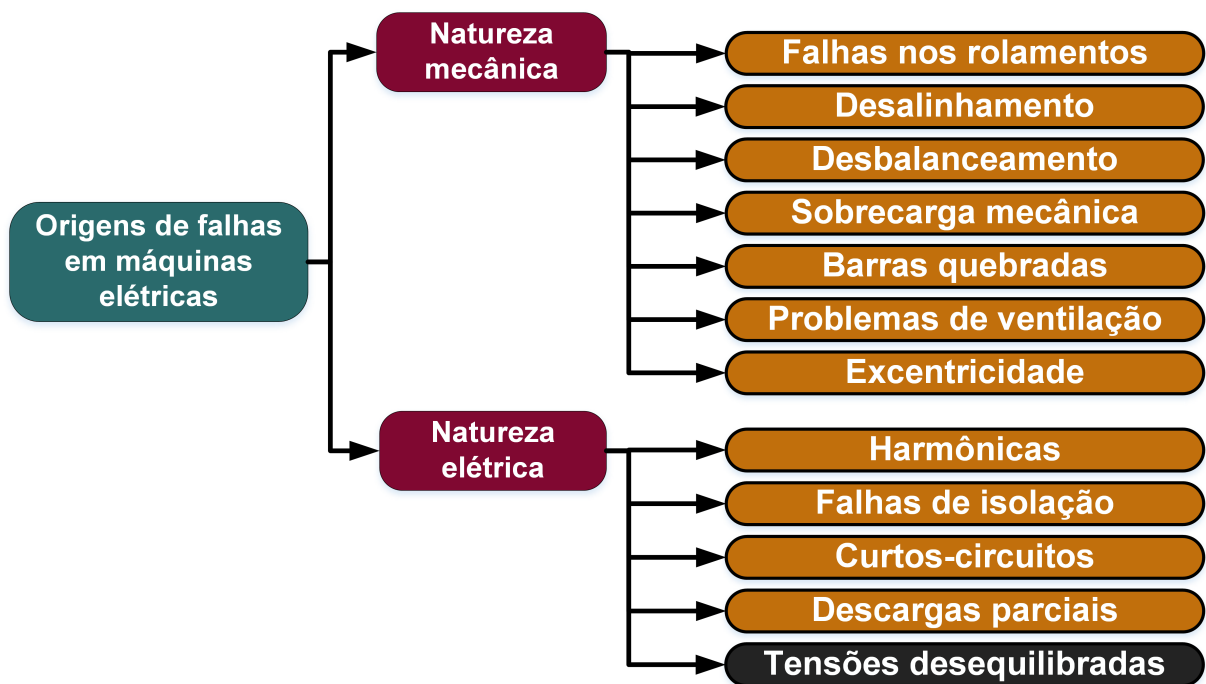 Origens de falhas
em máquinas
elétricas
Natureza
mecânica
Falhas nos rolamentos
Desalinhamento
Desbalanceamento
Sobrecarga mecânica
Barras quebradas
Problemas de ventilação
Excentricidade
Natureza
elétrica
Harmônicas
Falhas de isolação
Curtos-circuitos
Descargas parciais
Tensões desequilibradas